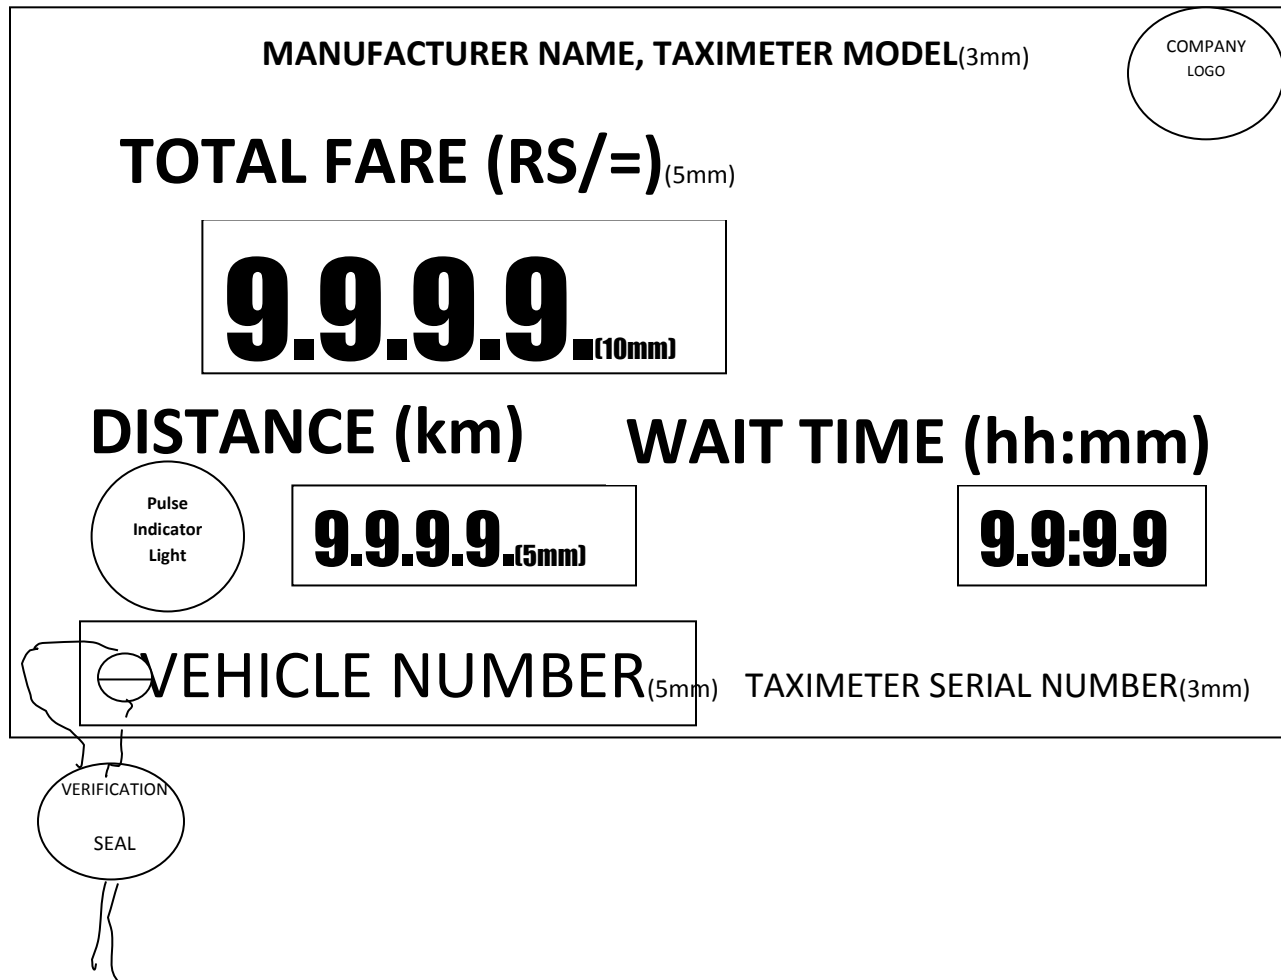 MANUFACTURER NAME, TAXIMETER MODEL(3mm)
COMPANY
LOGO
TOTAL FARE (RS/=)(5mm)
9.9.9.9.(10mm)
DISTANCE (km)
WAIT TIME (hh:mm)
Pulse
Indicator
Light
9.9.9.9.(5mm)
9.9:9.9
VEHICLE NUMBER(5mm)
TAXIMETER SERIAL NUMBER(3mm)
VERIFICATION
SEAL